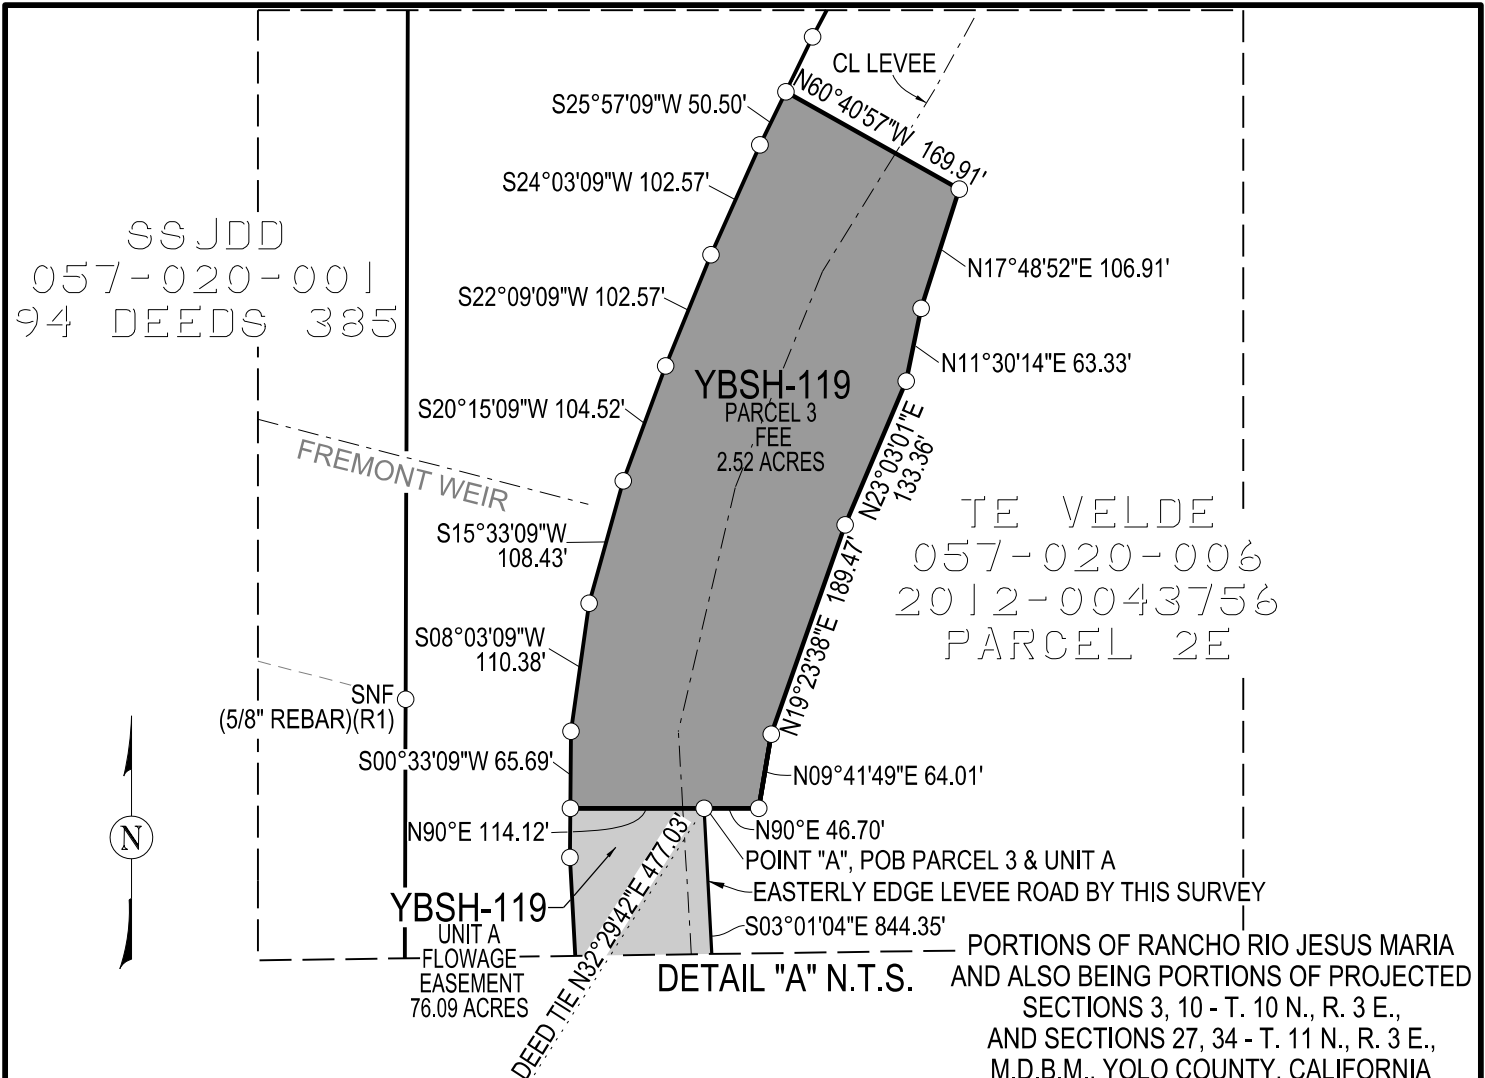 CL LEVEE
N60°40'57"W 169.91'
S25°57'09"W 50.50'
S24°03'09"W 102.57'
SSJDD
057-020-001
94 DEEDS 385
N17°48'52"E 106.91'
S22°09'09"W 102.57'
N11°30'14"E 63.33'
YBSH-119
PARCEL 3
FEE
2.52 ACRES
S20°15'09"W 104.52'
N23°03'01"E
133.36'
FREMONT WEIR
TE VELDE
057-020-006
2012-0043756
PARCEL 2E
S15°33'09"W
108.43'
N19°23'38"E 189.47'
S08°03'09"W
110.38'
SNF
(5/8" REBAR)(R1)
S00°33'09"W 65.69'
N09°41'49"E 64.01'
N
N90°E 114.12'
N90°E 46.70'
POINT "A", POB PARCEL 3 & UNIT A
EASTERLY EDGE LEVEE ROAD BY THIS SURVEY
S03°01'04"E 844.35'
YBSH-119
UNIT A
FLOWAGE
EASEMENT
76.09 ACRES
DEED TIE N32°29'42"E 477.03'
DETAIL "A" N.T.S.
PORTIONS OF RANCHO RIO JESUS MARIA
AND ALSO BEING PORTIONS OF PROJECTED
SECTIONS 3, 10 - T. 10 N., R. 3 E.,
AND SECTIONS 27, 34 - T. 11 N., R. 3 E.,
M.D.B.M., YOLO COUNTY, CALIFORNIA